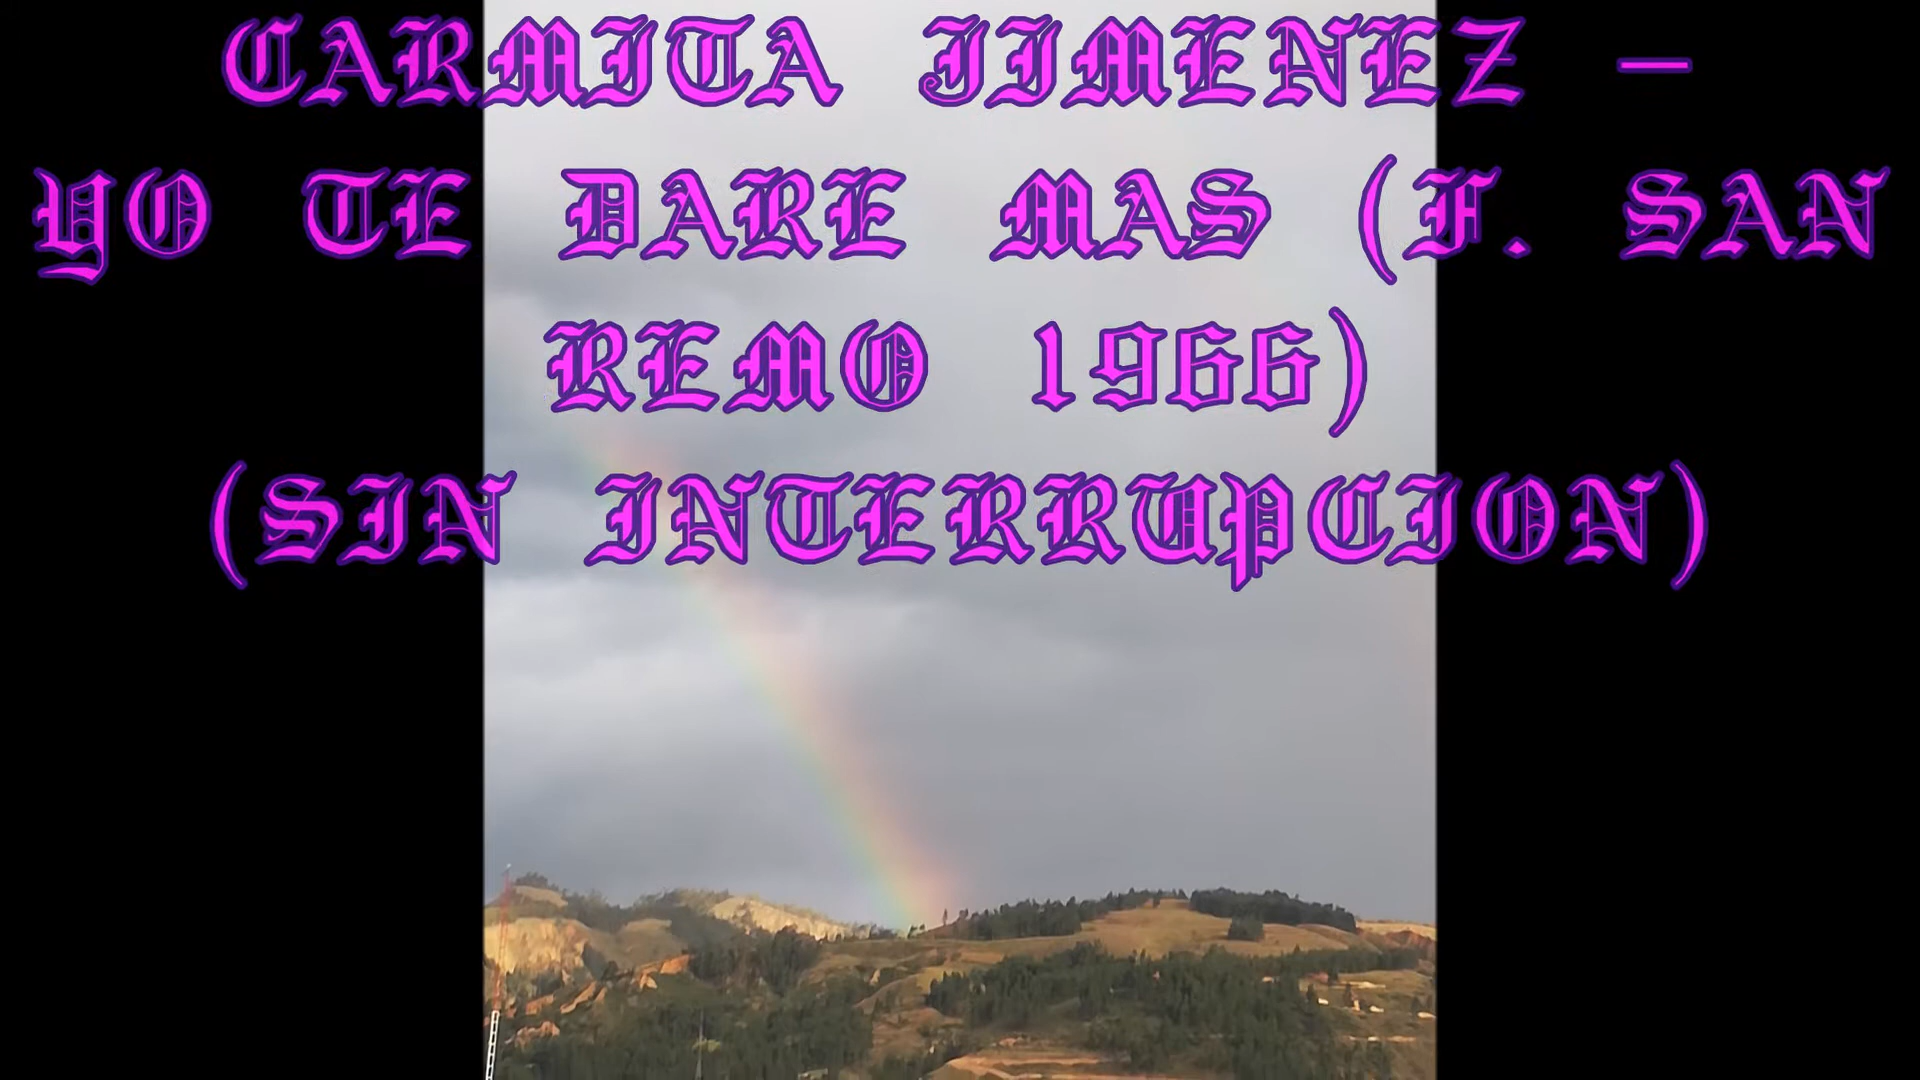 CARMITA JIMENEZ -
YO TE DARE MAS (F. SAN
REMO 1966)
(SIN INTERRUPCION)